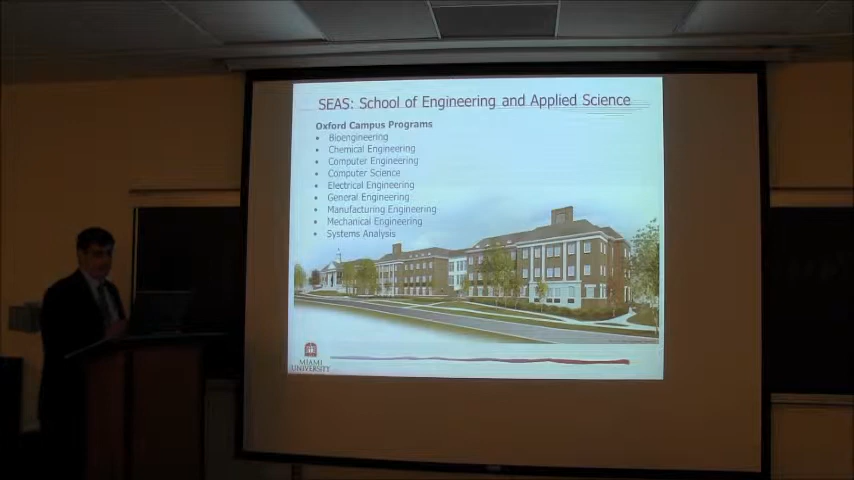 SEAS: School of Engineering and Applied Science
Oxford Campus Programs
• Bioengineering
• Chemical Engineering
• Computer Engineering
• Computer Science
• Electrical Engineering
• General Engineering
• Manufacturing Engineering
• Mechanical Engineering
• Systems Analysis
MIAMI
UNIVERSITY